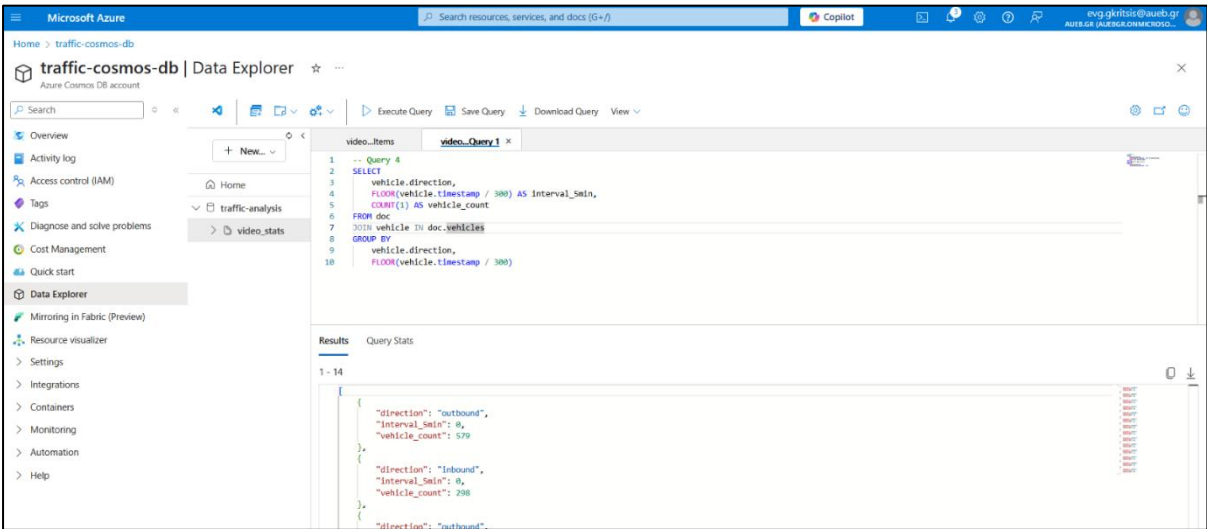 Microsoft Azure
Search resources, services, and docs (G+/)
Copilot
3
evg.gkritsis@aueb.gr
AUEB.GR (AUEBGR.ONMICROSO...
Home > traffic-cosmos-db
traffic-cosmos-db | Data Explorer
Azure Cosmos DB account
Search
Overview
Activity log
Access control (IAM)
Tags
Diagnose and solve problems
Cost Management
Quick start
Data Explorer
Mirroring in Fabric (Preview)
Resource visualizer
Settings
Integrations
Containers
Monitoring
Automation
Help
Execute Query
Save Query
Download Query
View
+ New...
Home
traffic-analysis
video_stats
video...Items
video...Query 1
1 -- Query 4
2 SELECT
3 vehicle.direction,
4 FLOOR(vehicle.timestamp / 300) AS interval_5min,
5 COUNT(1) AS vehicle_count
6 FROM doc
7 JOIN vehicle IN doc.vehicles
8 GROUP BY
9 vehicle.direction,
10 FLOOR(vehicle.timestamp / 300)
Results
Query Stats
1 - 14
[
{
"direction": "outbound",
"interval_5min": 0,
"vehicle_count": 579
},
{
"direction": "inbound",
"interval_5min": 0,
"vehicle_count": 298
},
{
"direction": "outbound",